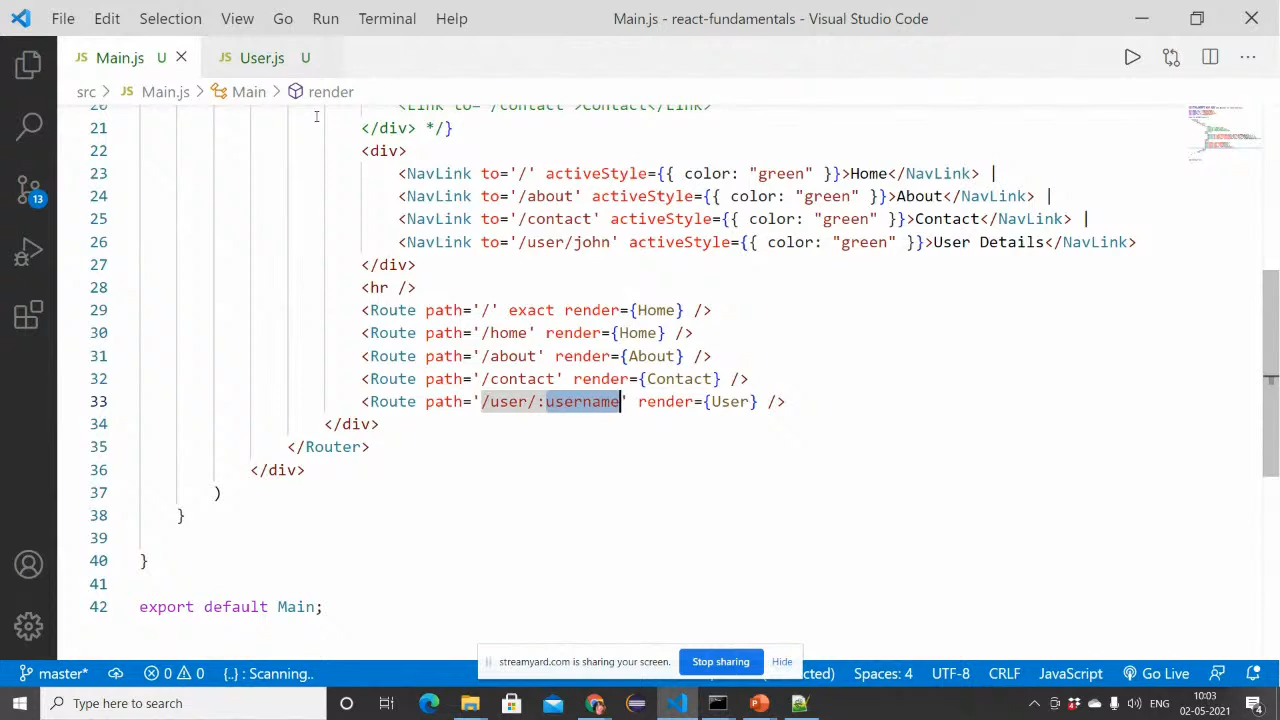 File Edit Selection View Go Run Terminal Help Main.js - react-fundamentals - Visual Studio Code
JS Main.js U JS User.js U
src JS Main.js Main render
20 <Link to='/contact'>Contact</Link>
21 </div> */}
22 <div>
23 <NavLink to='/' activeStyle={{ color: "green" }}>Home</NavLink> |
24 <NavLink to='/about' activeStyle={{ color: "green" }}>About</NavLink> |
25 <NavLink to='/contact' activeStyle={{ color: "green" }}>Contact</NavLink> |
26 <NavLink to='/user/john' activeStyle={{ color: "green" }}>User Details</NavLink>
27 </div>
28 <hr />
29 <Route path='/' exact render={Home} />
30 <Route path='/home' render={Home} />
31 <Route path='/about' render={About} />
32 <Route path='/contact' render={Contact} />
33 <Route path='/user/:username' render={User} />
34 </div>
35 </Router>
36 </div>
37 )
38 }
39
40 }
41
42 export default Main;
streamyard.com is sharing your screen. Stop sharing Hide
13
master* 0 0 {..} : Scanning.. cted) Spaces: 4 UTF-8 CRLF JavaScript Go Live
Type here to search ENG 10:03
02-05-2021